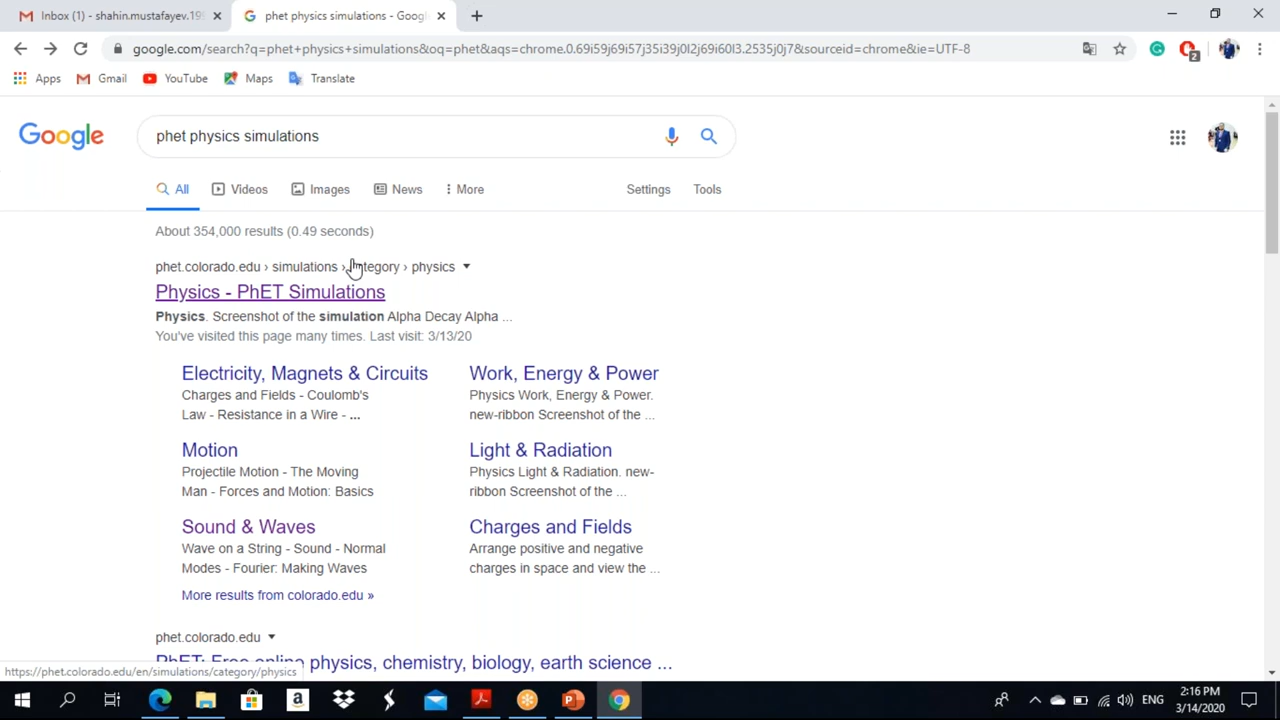 Inbox (1) - shahin.mustafayev.199
phet physics simulations - Googl
google.com/search?q=phet+physics+simulations&oq=phet&aqs=chrome.0.69i59j69i57j35i39j0l2j69i60l3.2535j0j7&sourceid=chrome&ie=UTF-8
2
Apps Gmail YouTube Maps Translate
Google
phet physics simulations
All Videos Images News More Settings Tools
About 354,000 results (0.49 seconds)
phet.colorado.edu › simulations › category › physics
Physics - PhET Simulations
Physics. Screenshot of the simulation Alpha Decay Alpha ...
You've visited this page many times. Last visit: 3/13/20
Electricity, Magnets & Circuits
Charges and Fields - Coulomb's
Law - Resistance in a Wire - ...
Work, Energy & Power
Physics Work, Energy & Power.
new-ribbon Screenshot of the ...
Motion
Projectile Motion - The Moving
Man - Forces and Motion: Basics
Light & Radiation
Physics Light & Radiation. new-
ribbon Screenshot of the ...
Sound & Waves
Wave on a String - Sound - Normal
Modes - Fourier: Making Waves
Charges and Fields
Arrange positive and negative
charges in space and view the ...
More results from colorado.edu »
phet.colorado.edu
PhET: Free online physics, chemistry, biology, earth science ...
https://phet.colorado.edu/en/simulations/category/physics
ENG
2:16 PM
3/14/2020